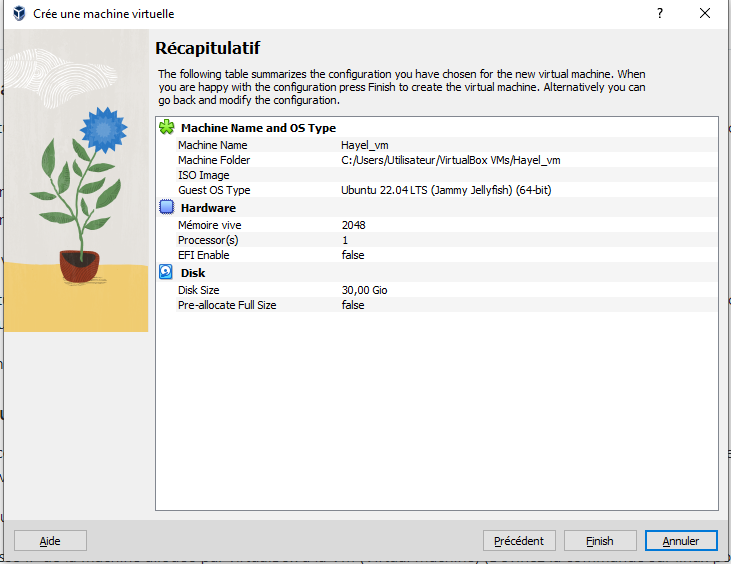 Crée une machine virtuelle
?
Récapitulatif
The following table summarizes the configuration you have chosen for the new virtual machine. When
you are happy with the configuration press Finish to create the virtual machine. Alternatively you can
go back and modify the configuration.
Machine Name and OS Type
Machine Name Hayel_vm
Machine Folder C:/Users/Utilisateur/VirtualBox VMs/Hayel_vm
ISO Image
Guest OS Type Ubuntu 22.04 LTS (Jammy Jellyfish) (64-bit)
Hardware
Mémoire vive 2048
Processor(s) 1
EFI Enable false
Disk
Disk Size 30,00 Gio
Pre-allocate Full Size false
Aide Précédent Finish Annuler